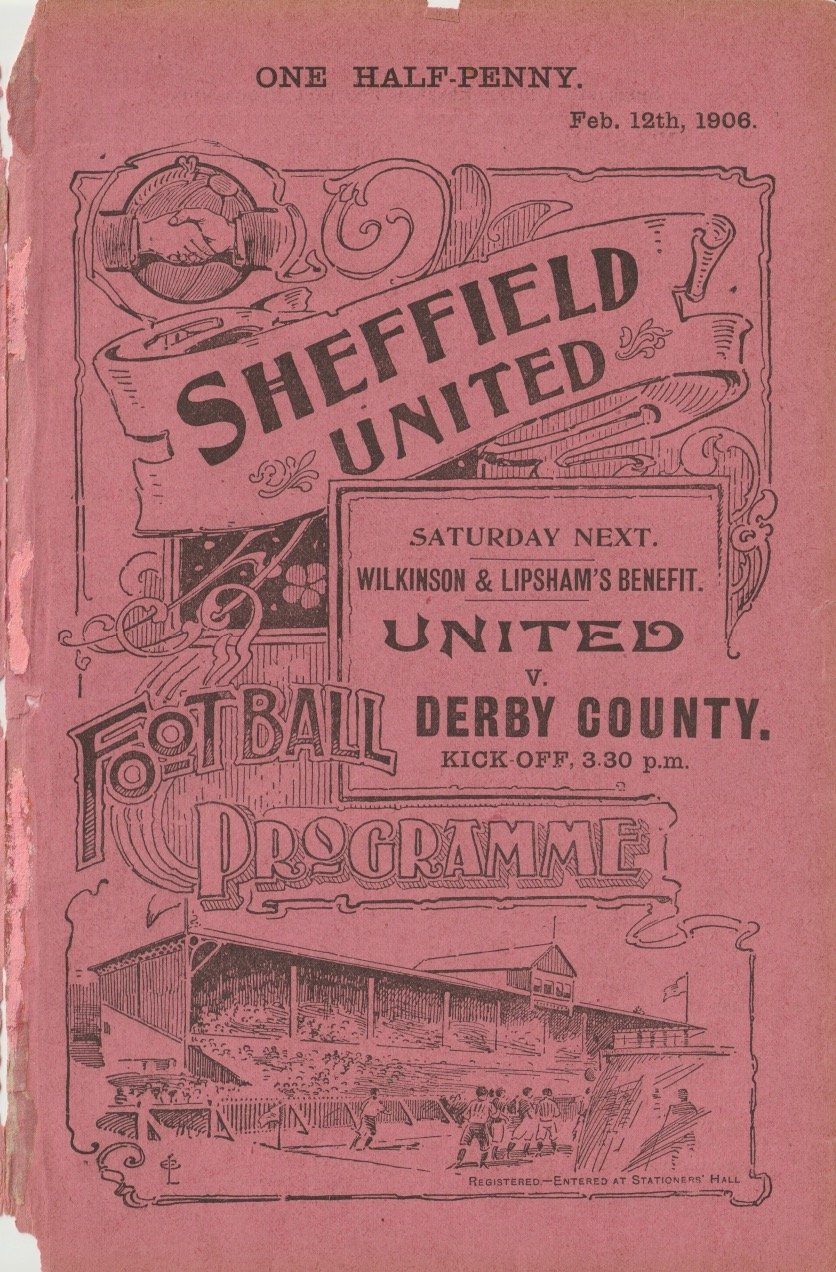 ONE HALF-PENNY.
Feb. 12th, 1906.
SHEFFIELD
UNITED
SATURDAY NEXT.
WILKINSON & LIPSHAM'S BENEFIT.
UNITED
V.
DERBY COUNTY.
KICK-OFF, 3-30 p.m.
FOOTBALL
PROGRAMME
REGISTERED.—ENTERED AT STATIONERS' HALL